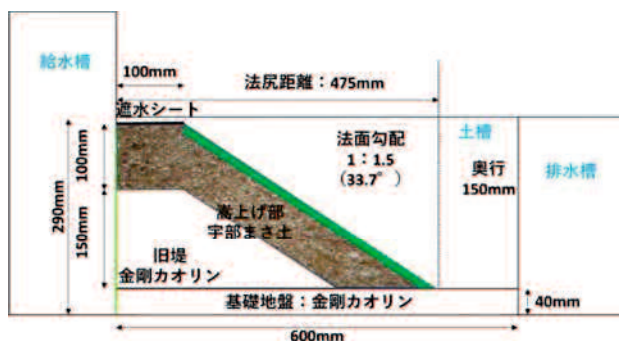 給水槽
100mm
法尻距離：475mm
遮水シート
法面勾配
1：1.5
（33.7°）
土槽
奥行
150mm
排水槽
290mm
100mm
150mm
嵩上げ部
宇部まさ土
旧堤
金剛カオリン
基礎地盤：金剛カオリン
40mm
600mm